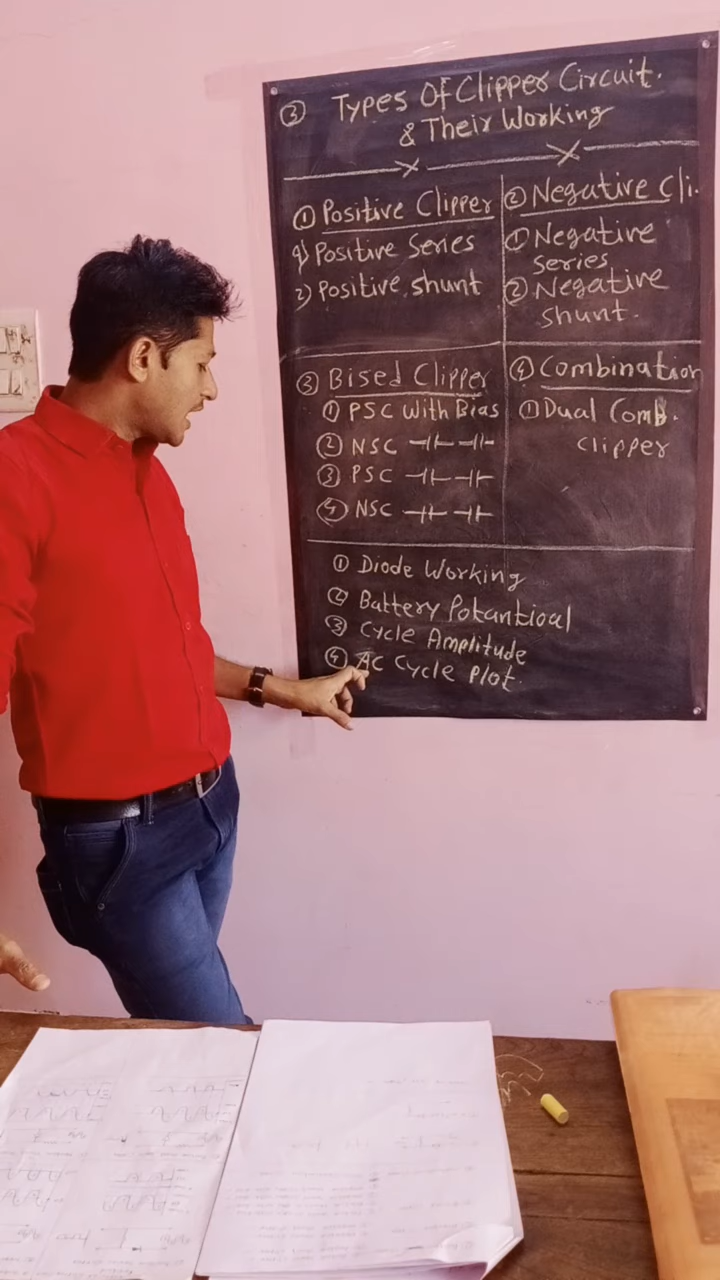 ③ Types Of Clipper Circuit.
& Their Working
① Positive Clipper
1) Positive Series
2) Positive shunt
② Negative Cli.
① Negative
series
② Negative
shunt.
③ Bised Clipper
① PSC With Bias
② NSC
③ PSC
④ NSC
④ Combination
① Dual Comb.
clipper
① Diode Working
② Battery Potantioal
③ Cycle Amplitude
④ AC Cycle Plot.